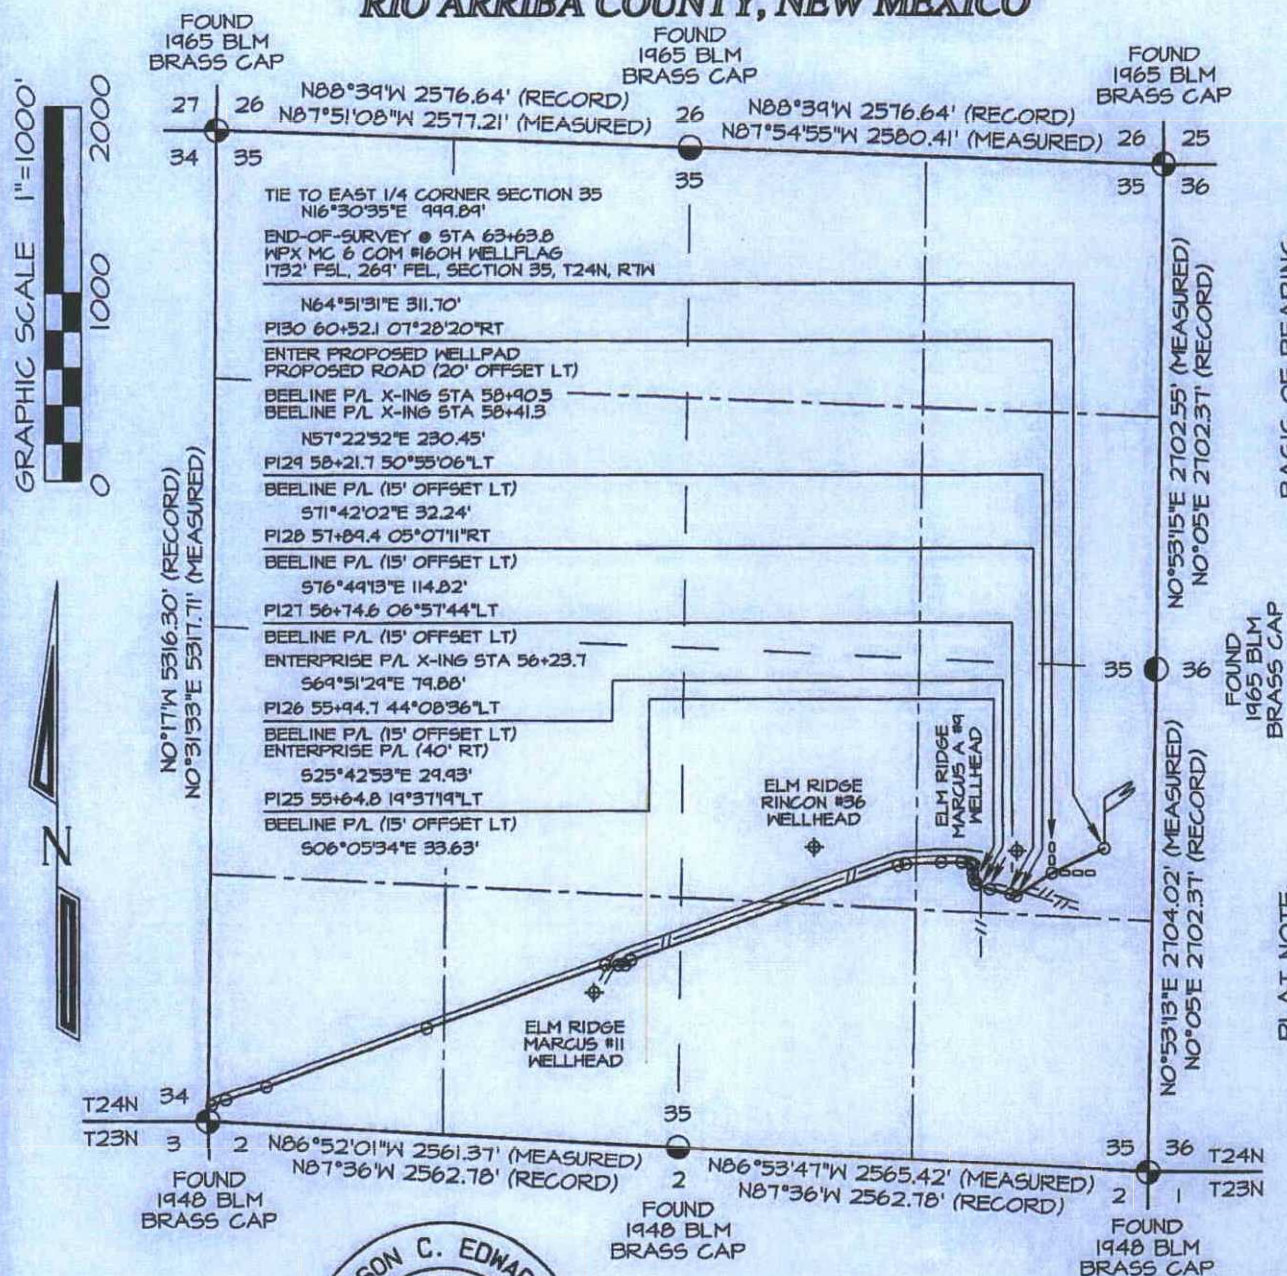 RIO ARRIBA COUNTY, NEW MEXICO
FOUND
1965 BLM
BRASS CAP
FOUND
1965 BLM
BRASS CAP
FOUND
1965 BLM
BRASS CAP
GRAPHIC SCALE 1"=1000'
0
1000
2000
N
27 26
34 35
N88°39'W 2576.64' (RECORD)
N87°51'08"W 2577.21' (MEASURED)
26
35
N88°39'W 2576.64' (RECORD)
N87°54'55"W 2580.41' (MEASURED)
26 25
35 36
TIE TO EAST 1/4 CORNER SECTION 35
N16°30'35"E 999.89'
END-OF-SURVEY @ STA 63+63.8
WPX MC 6 COM #160H WELLFLAG
1732' FSL, 269' FEL, SECTION 35, T24N, R7W
N64°51'31"E 311.70'
PI30 60+52.1 07°28'20"RT
ENTER PROPOSED WELLPAD
PROPOSED ROAD (20' OFFSET LT)
BEELINE P/L X-ING STA 58+90.5
BEELINE P/L X-ING STA 58+41.3
N57°22'52"E 230.45'
PI29 58+21.7 50°55'06"LT
BEELINE P/L (15' OFFSET LT)
S71°42'02"E 32.24'
PI28 57+89.4 05°07'11"RT
BEELINE P/L (15' OFFSET LT)
S76°49'13"E 114.82'
PI27 56+74.6 06°57'44"LT
BEELINE P/L (15' OFFSET LT)
ENTERPRISE P/L X-ING STA 56+23.7
S69°51'29"E 79.88'
PI26 55+94.7 44°08'36"LT
BEELINE P/L (15' OFFSET LT)
ENTERPRISE P/L (40' RT)
S25°42'53"E 29.93'
PI25 55+64.8 19°37'19"LT
BEELINE P/L (15' OFFSET LT)
S06°05'34"E 33.63'
N0°17'W 5316.30' (RECORD)
N0°31'33"E 5317.71' (MEASURED)
N0°53'15"E 2702.55' (MEASURED)
N0°05'E 2702.37' (RECORD)
BASIS OF BEARING
35 36
FOUND
1965 BLM
BRASS CAP
N0°53'13"E 2704.02' (MEASURED)
N0°05'E 2702.37' (RECORD)
PLAT NOTE
ELM RIDGE
RINCON #36
WELLHEAD
ELM RIDGE
MARCUS A #9
WELLHEAD
ELM RIDGE
MARCUS #11
WELLHEAD
T24N 34
T23N 3 2
N86°52'01"W 2561.37' (MEASURED)
N87°36'W 2562.78' (RECORD)
35
2
N86°53'47"W 2565.42' (MEASURED)
N87°36'W 2562.78' (RECORD)
35 36 T24N
2 1 T23N
FOUND
1948 BLM
BRASS CAP
FOUND
1948 BLM
BRASS CAP
FOUND
1948 BLM
BRASS CAP
SON C. EDWA